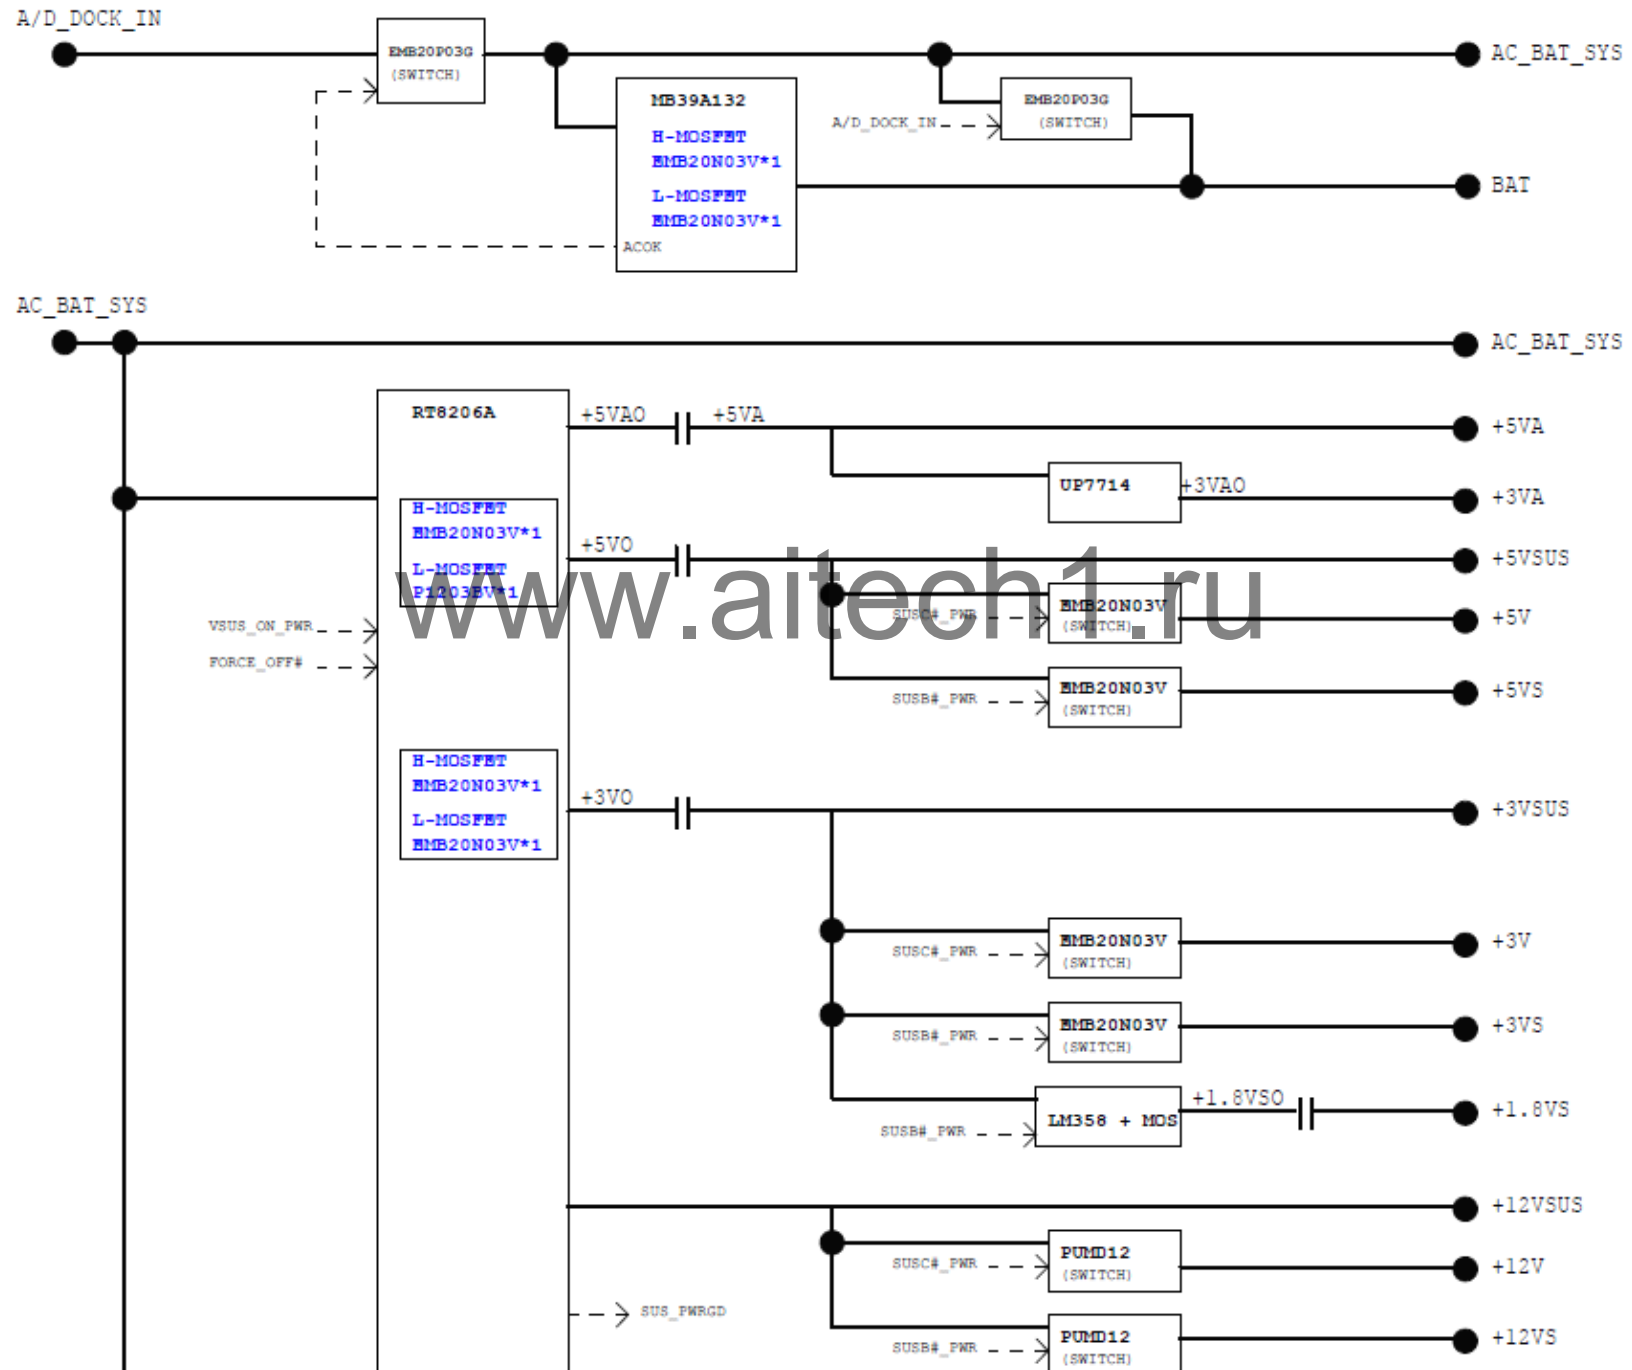 A/D_DOCK_IN
EMB20P03G
(SWITCH)
AC_BAT_SYS
MB39A132
H-MOSFET
EMB20N03V*1
L-MOSFET
EMB20N03V*1
ACOK
A/D_DOCK_IN
EMB20P03G
(SWITCH)
BAT
AC_BAT_SYS
AC_BAT_SYS
RT8206A
+5VAO
+5VA
+5VA
UP7714
+3VAO
+3VA
H-MOSFET
EMB20N03V*1
L-MOSFET
P1203BV*1
+5VO
+5VSUS
www.aitech1.ru
SUSC#_PWR
EMB20N03V
(SWITCH)
+5V
VSUS_ON_PWR
FORCE_OFF#
SUSB#_PWR
EMB20N03V
(SWITCH)
+5VS
H-MOSFET
EMB20N03V*1
L-MOSFET
EMB20N03V*1
+3VO
+3VSUS
SUSC#_PWR
EMB20N03V
(SWITCH)
+3V
SUSB#_PWR
EMB20N03V
(SWITCH)
+3VS
SUSB#_PWR
LM358 + MOS
+1.8VSO
+1.8VS
+12VSUS
SUSC#_PWR
PUMD12
(SWITCH)
+12V
SUS_PWRGD
SUSB#_PWR
PUMD12
(SWITCH)
+12VS